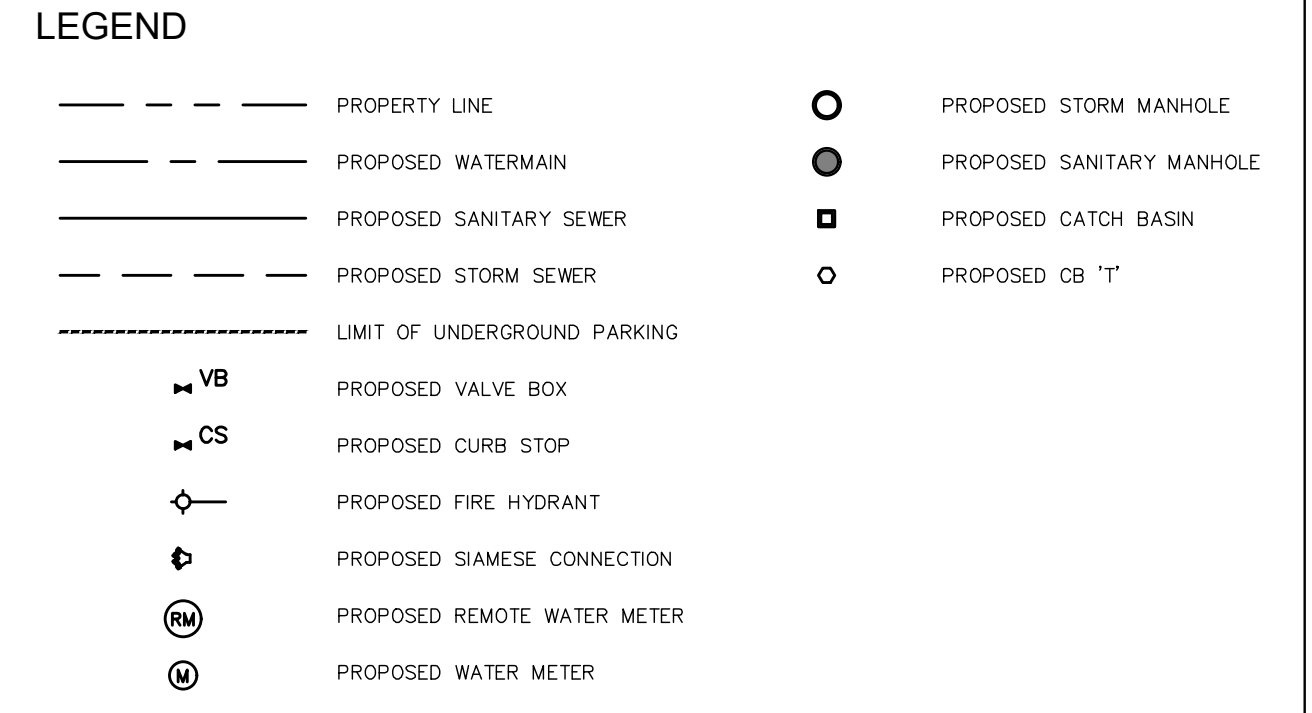 LEGEND
PROPERTY LINE
PROPOSED WATERMAIN
PROPOSED SANITARY SEWER
PROPOSED STORM SEWER
LIMIT OF UNDERGROUND PARKING
VB PROPOSED VALVE BOX
CS PROPOSED CURB STOP
PROPOSED FIRE HYDRANT
PROPOSED SIAMESE CONNECTION
RM PROPOSED REMOTE WATER METER
M PROPOSED WATER METER
PROPOSED STORM MANHOLE
PROPOSED SANITARY MANHOLE
PROPOSED CATCH BASIN
PROPOSED CB 'T'